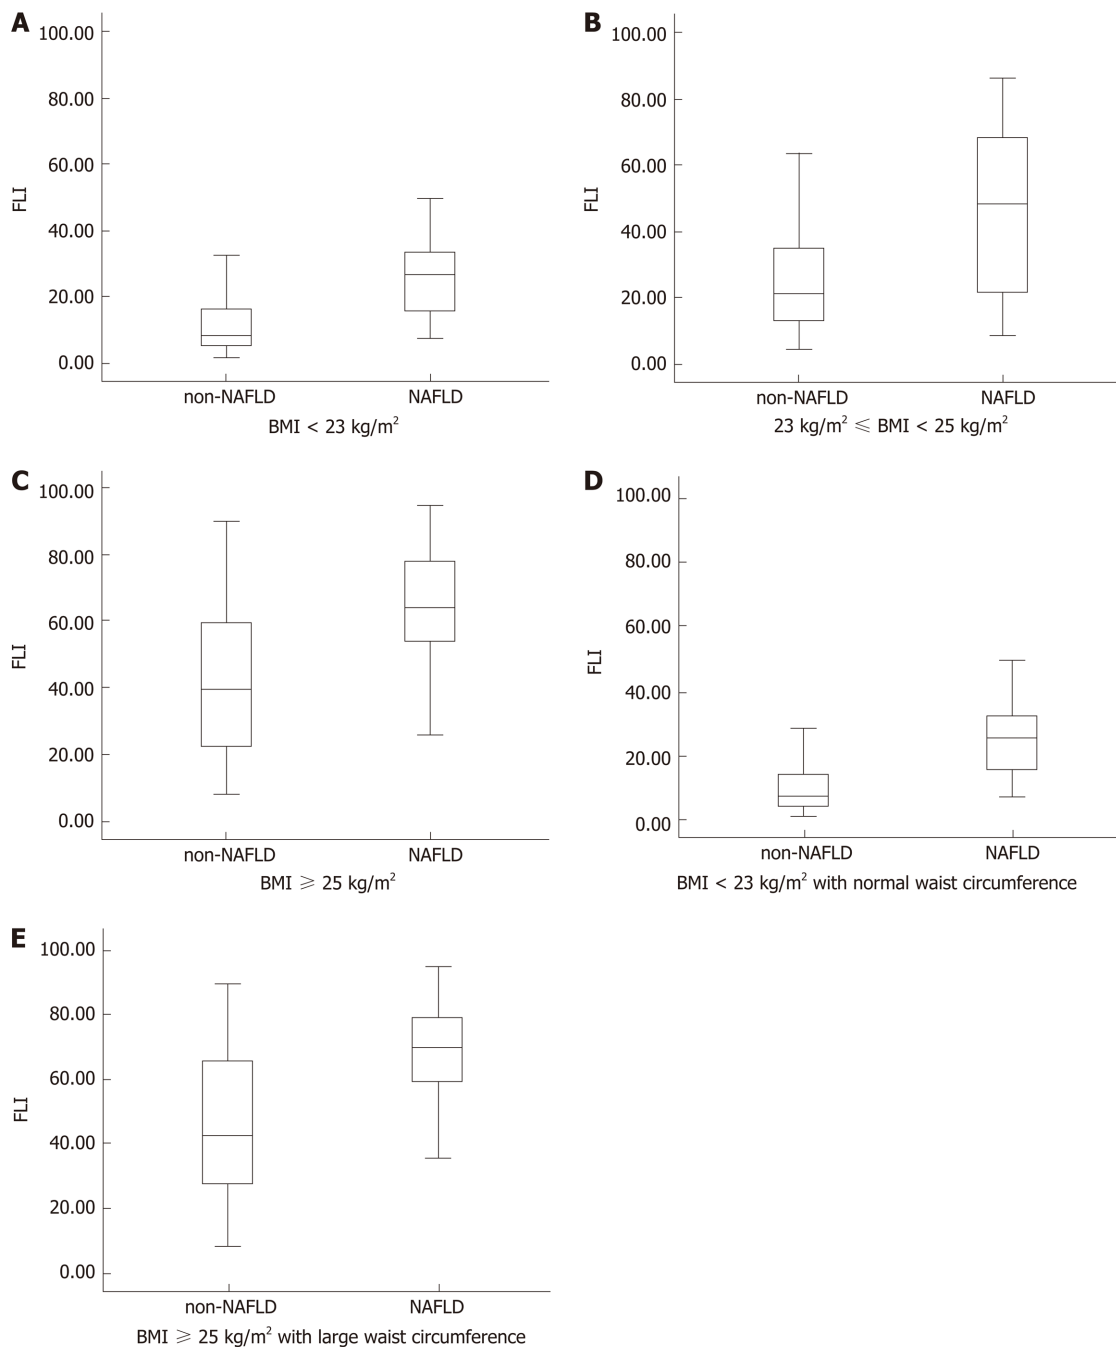 A
100.00
80.00
60.00
40.00
20.00
0.00
FLI
non-NAFLD NAFLD
BMI < 23 kg/m²
B
100.00
80.00
60.00
40.00
20.00
0.00
FLI
non-NAFLD NAFLD
23 kg/m² ⩽ BMI < 25 kg/m²
C
100.00
80.00
60.00
40.00
20.00
0.00
FLI
non-NAFLD NAFLD
BMI ⩾ 25 kg/m²
D
100.00
80.00
60.00
40.00
20.00
0.00
FLI
non-NAFLD NAFLD
BMI < 23 kg/m² with normal waist circumference
E
100.00
80.00
60.00
40.00
20.00
0.00
FLI
non-NAFLD NAFLD
BMI ⩾ 25 kg/m² with large waist circumference